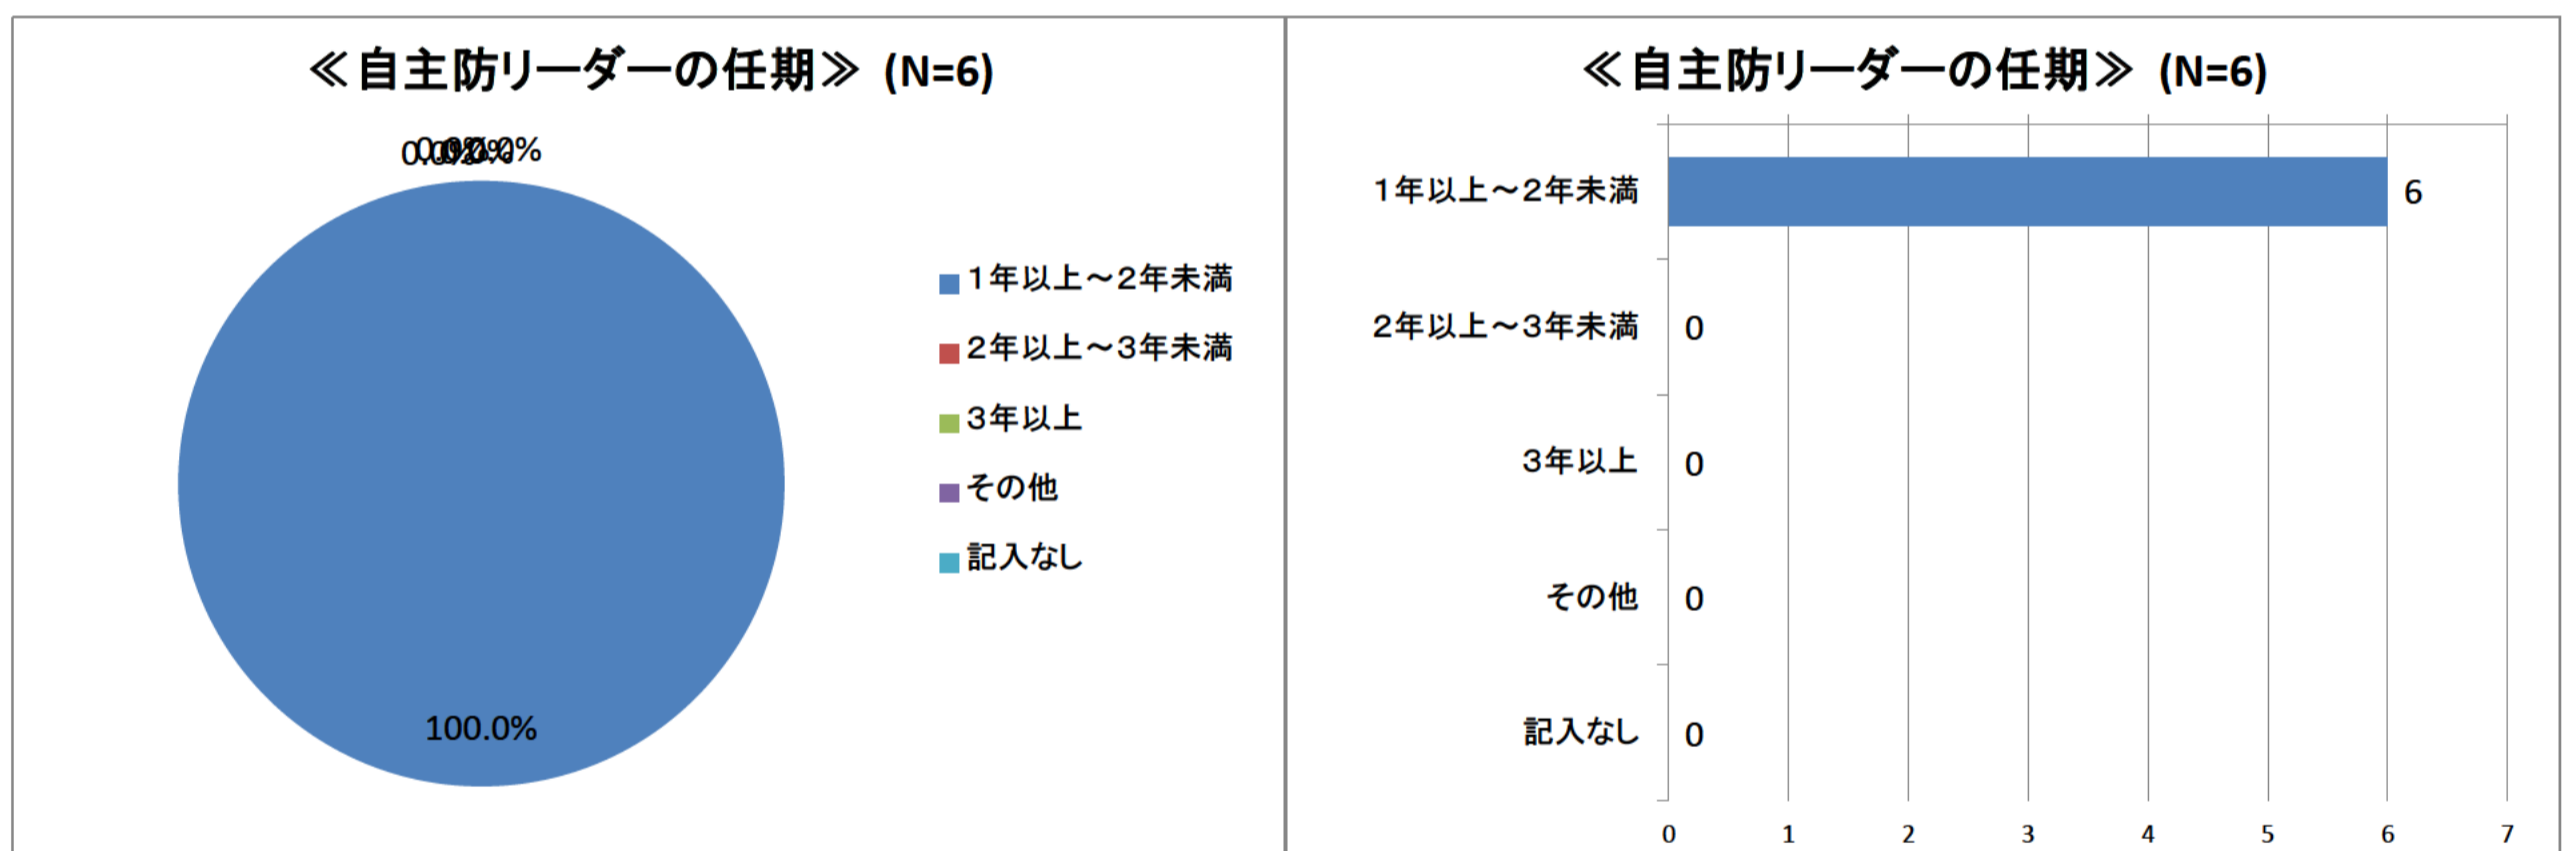 ≪自主防リーダーの任期≫ (N=6)
100.0%
1年以上～2年未満
2年以上～3年未満
3年以上
その他
記入なし
≪自主防リーダーの任期≫ (N=6)
1年以上～2年未満 6
2年以上～3年未満 0
3年以上 0
その他 0
記入なし 0
0 1 2 3 4 5 6 7